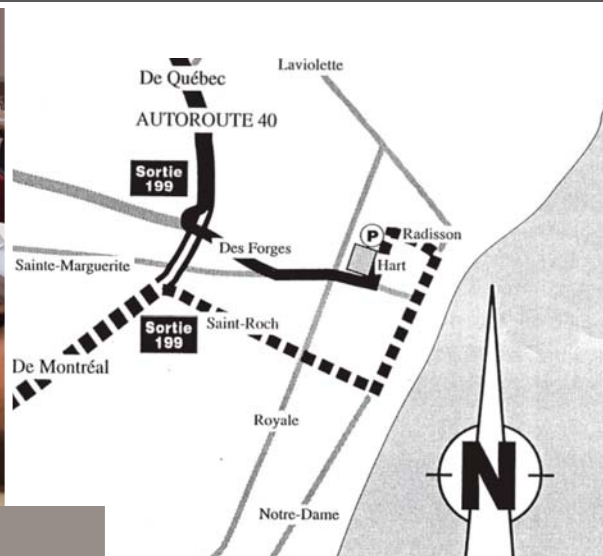 Laviolette
De Québec
AUTOROUTE 40
Sortie
199
P
Radisson
Des Forges
Hart
Sainte-Marguerite
Sortie
199
Saint-Roch
De Montréal
Royale
N
Notre-Dame